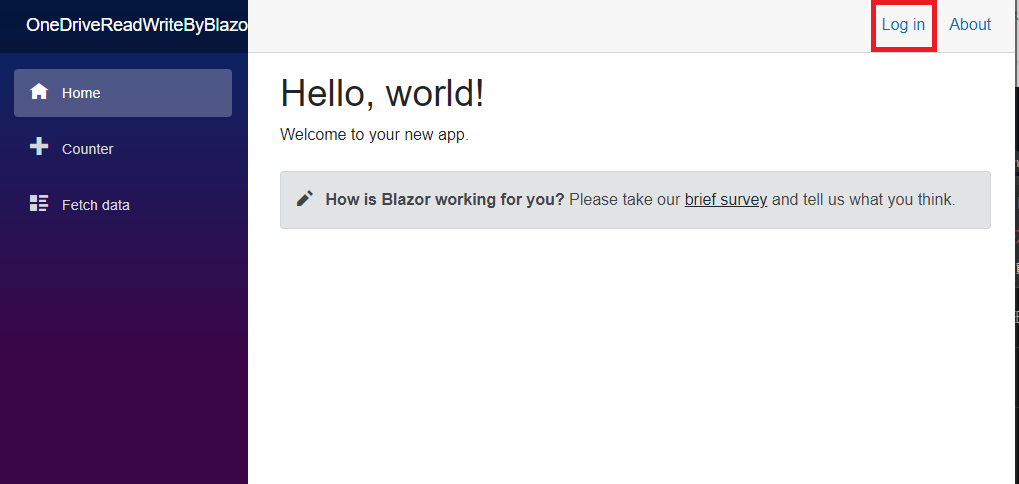 OneDriveReadWriteByBlazo
Log in About
Home
Counter
Fetch data
Hello, world!
Welcome to your new app.
How is Blazor working for you? Please take our brief survey and tell us what you think.